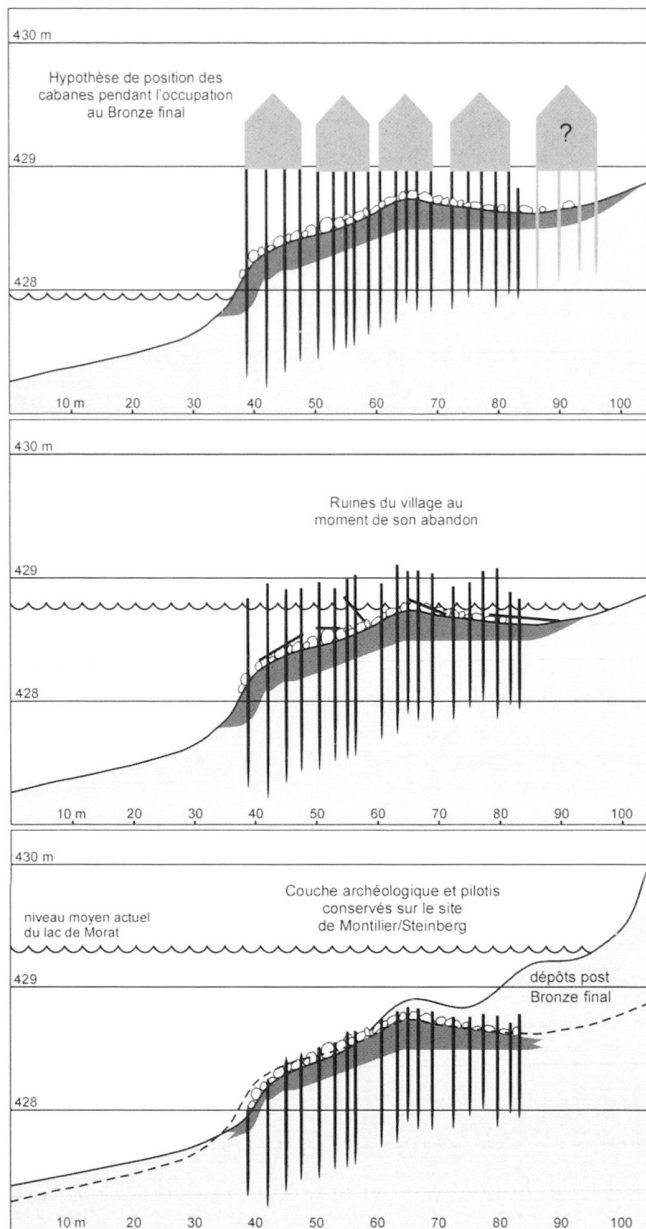 430 m
Hypothèse de position des
cabanes pendant l'occupation
au Bronze final
?
429
428
10 m 20 30 40 50 60 70 80 90 100
430 m
Ruines du village au
moment de son abandon
429
428
10 m 20 30 40 50 60 70 80 90 100
430 m
Couche archéologique et pilotis
conservés sur le site
de Montilier/Steinberg
niveau moyen actuel
du lac de Morat
429
dépôts post
Bronze final
428
10 m 20 30 40 50 60 70 80 90 100